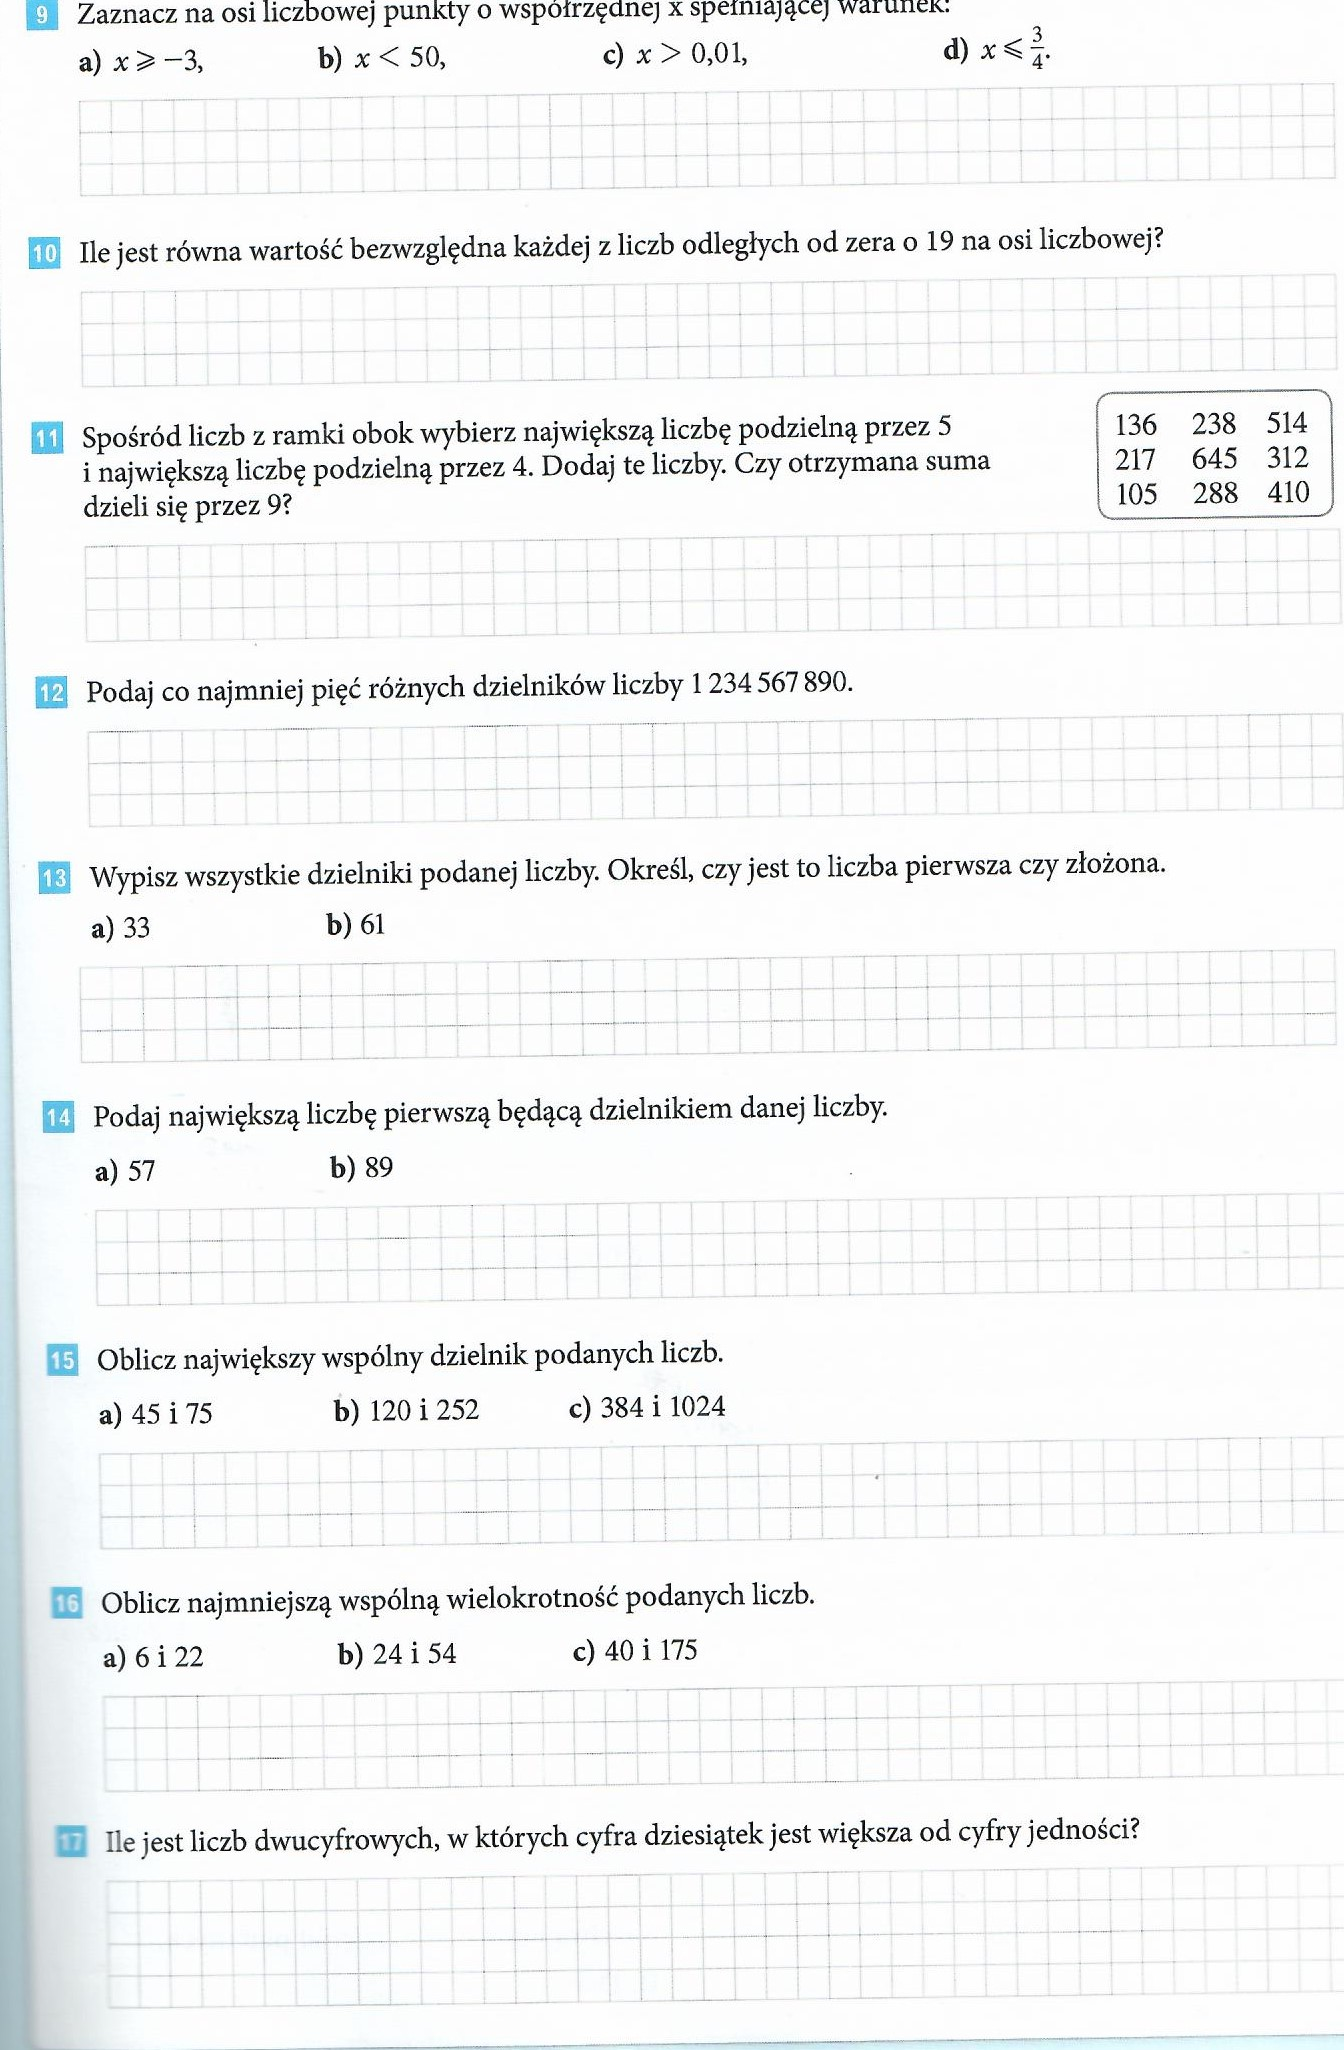 9 Zaznacz na osi liczbowej punkty o współrzędnej x spełniającej warunek:
a) x ⩾ −3, b) x < 50, c) x > 0,01, d) x ⩽ 3/4.
10 Ile jest równa wartość bezwzględna każdej z liczb odległych od zera o 19 na osi liczbowej?
11 Spośród liczb z ramki obok wybierz największą liczbę podzielną przez 5
i największą liczbę podzielną przez 4. Dodaj te liczby. Czy otrzymana suma
dzieli się przez 9?
136 238 514
217 645 312
105 288 410
12 Podaj co najmniej pięć różnych dzielników liczby 1 234 567 890.
13 Wypisz wszystkie dzielniki podanej liczby. Określ, czy jest to liczba pierwsza czy złożona.
a) 33 b) 61
14 Podaj największą liczbę pierwszą będącą dzielnikiem danej liczby.
a) 57 b) 89
15 Oblicz największy wspólny dzielnik podanych liczb.
a) 45 i 75 b) 120 i 252 c) 384 i 1024
16 Oblicz najmniejszą wspólną wielokrotność podanych liczb.
a) 6 i 22 b) 24 i 54 c) 40 i 175
17 Ile jest liczb dwucyfrowych, w których cyfra dziesiątek jest większa od cyfry jedności?